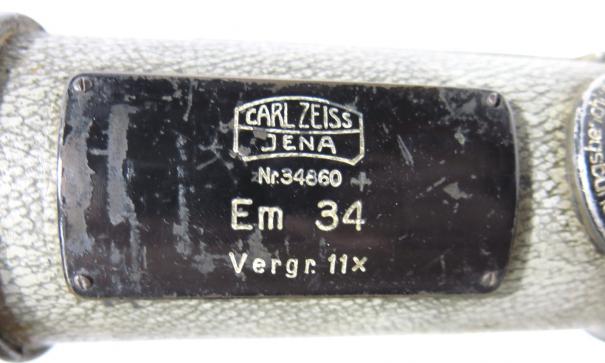 CARL ZEISS
JENA
Nr. 34860 +
Em 34
Vergr. 11x